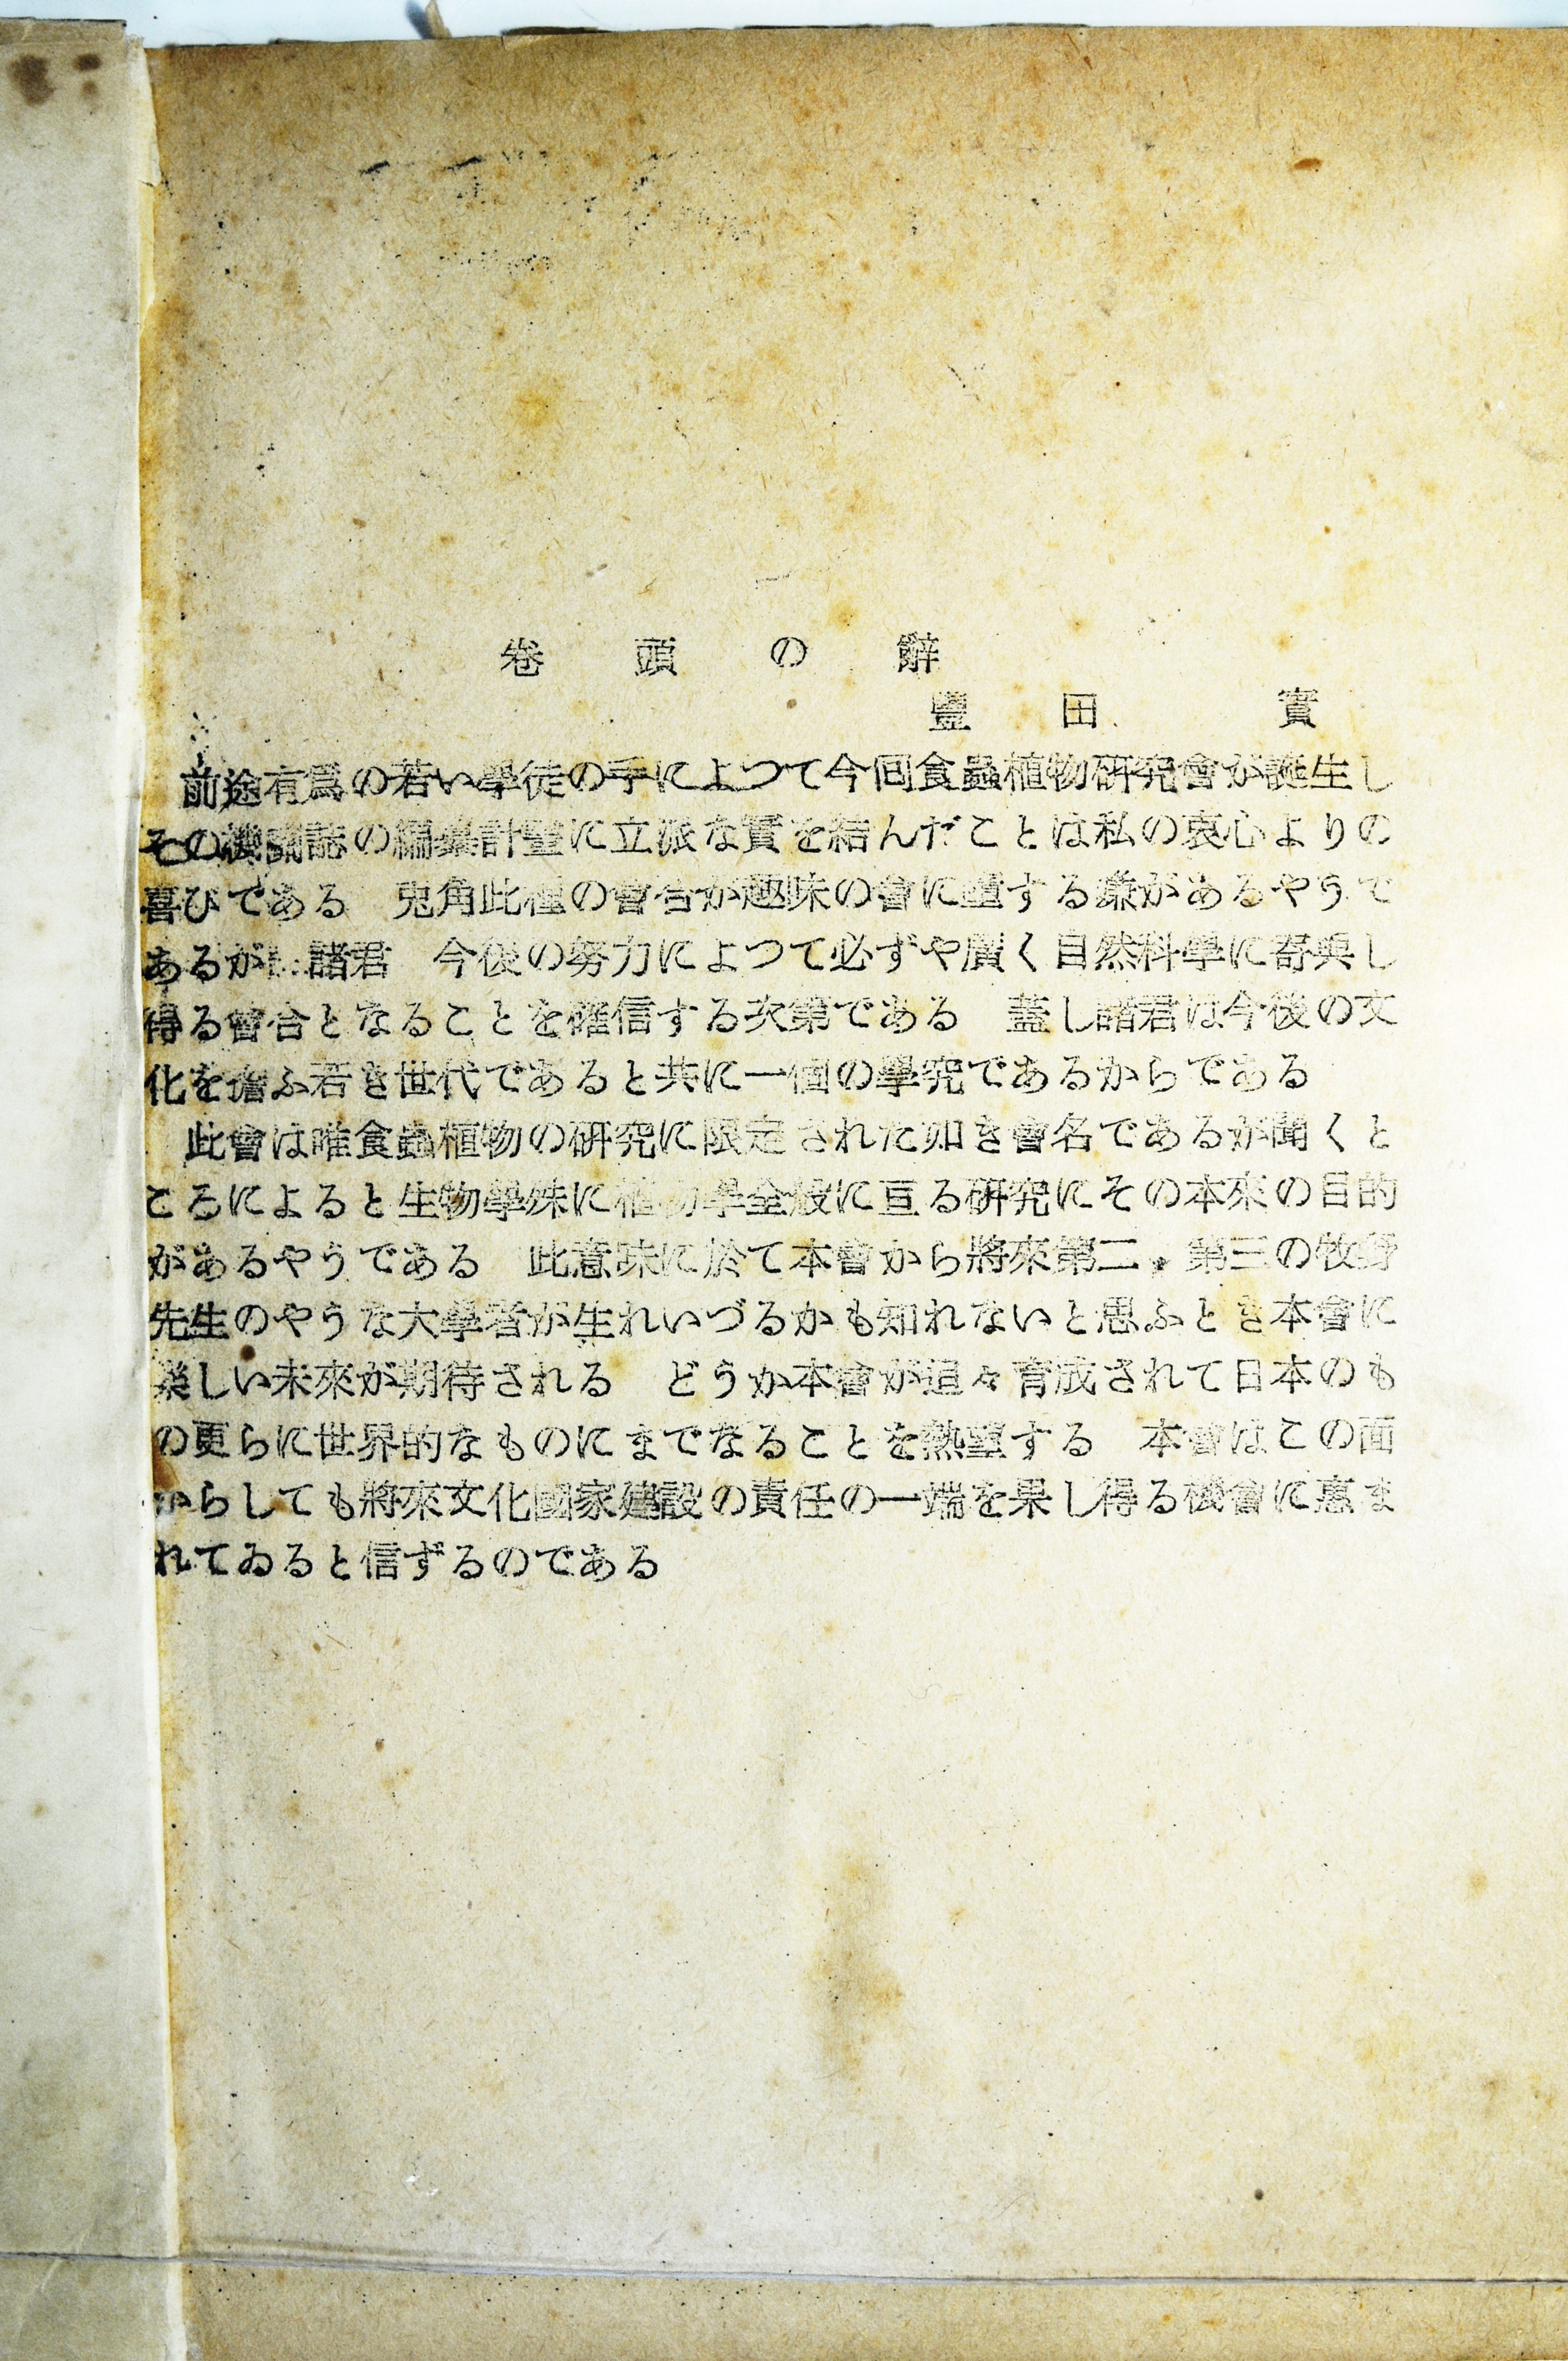 巻頭の辭
豐田 實
前途有爲の若い學徒の手によつて今回食蟲植物研究會が誕生し
その機關誌の編纂計畫に立派な實を結んだことは私の衷心よりの
喜びである 兎角此種の會合が趣味の會に墮する嫌があるやうで
あるが 諸君 今後の努力によつて必ずや廣く自然科學に寄與し
得る會合となることを確信する次第である 蓋し諸君は今後の文
化を擔ふ若き世代であると共に一個の學究であるからである
此會は唯食蟲植物の研究に限定された如き會名であるが聞くと
ころによると生物學殊に植物學全般に亘る研究にその本來の目的
があるやうである 此意味に於て本會から將來第二，第三の牧野
先生のやうな大學者が生れいづるかも知れないと思ふとき本會に
樂しい未來が期待される どうか本會が追々育成されて日本のも
の更らに世界的なものにまでなることを熱望する 本會はこの面
からしても將來文化國家建設の責任の一端を果し得る機會に惠ま
れてゐると信ずるのである